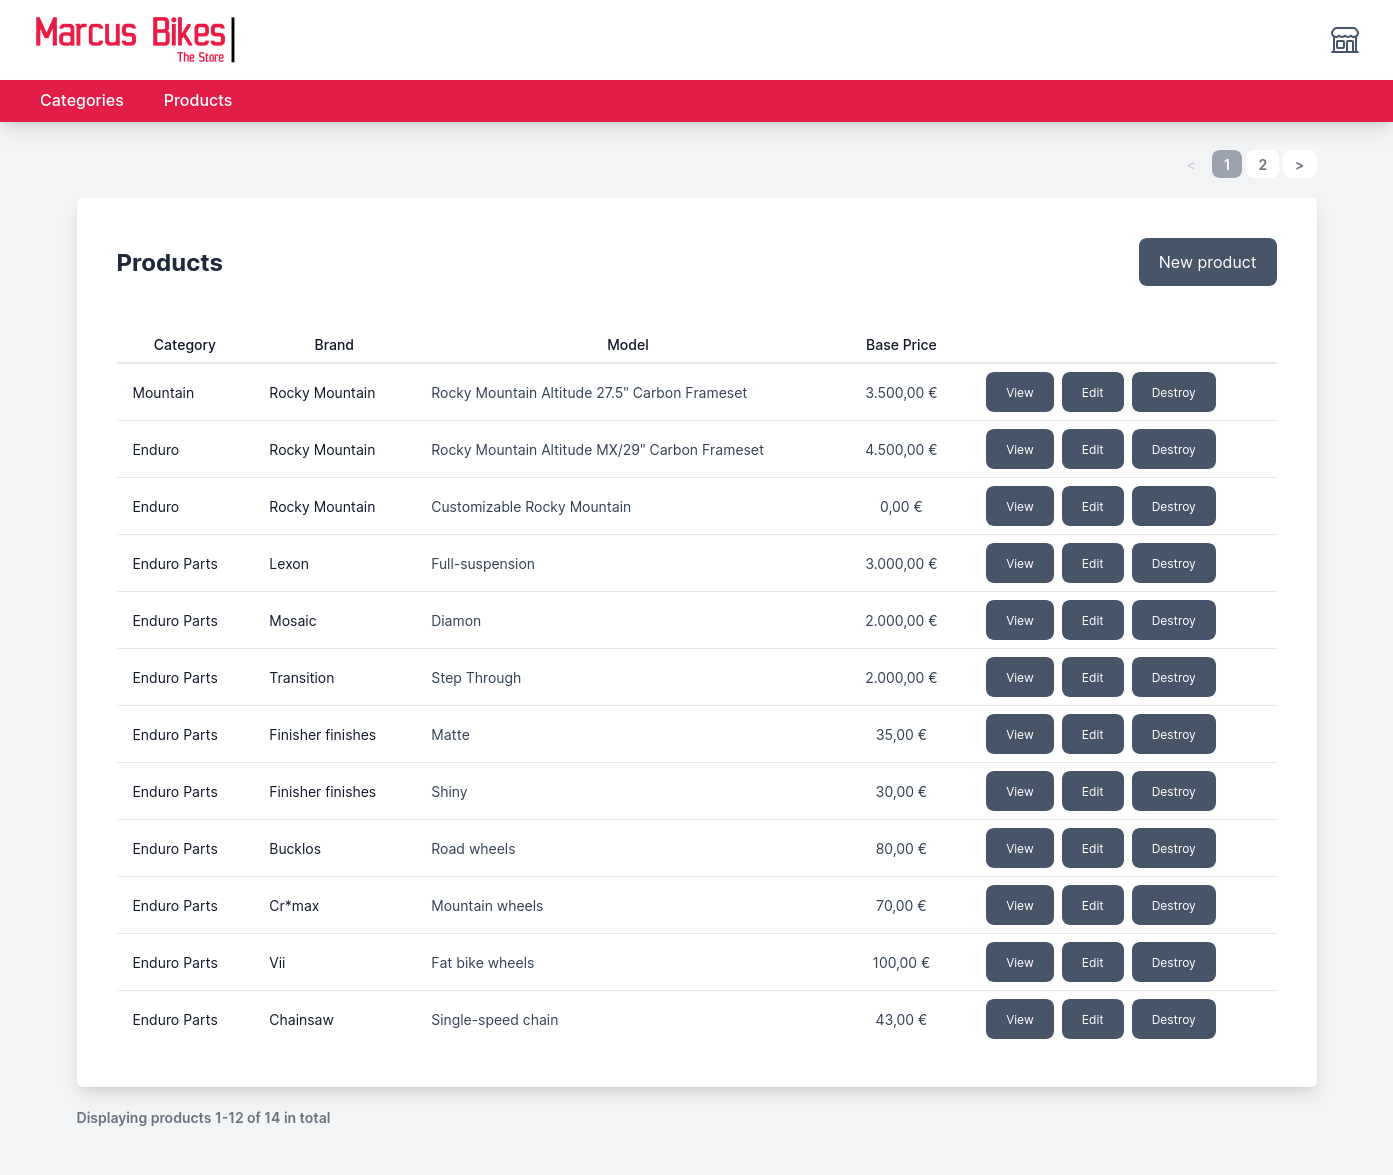 Marcus Bikes
The Store
Categories Products
< 1 2 >
Products New product
Category Brand Model Base Price
Mountain Rocky Mountain Rocky Mountain Altitude 27.5" Carbon Frameset 3.500,00 € View Edit Destroy
Enduro Rocky Mountain Rocky Mountain Altitude MX/29" Carbon Frameset 4.500,00 € View Edit Destroy
Enduro Rocky Mountain Customizable Rocky Mountain 0,00 € View Edit Destroy
Enduro Parts Lexon Full-suspension 3.000,00 € View Edit Destroy
Enduro Parts Mosaic Diamon 2.000,00 € View Edit Destroy
Enduro Parts Transition Step Through 2.000,00 € View Edit Destroy
Enduro Parts Finisher finishes Matte 35,00 € View Edit Destroy
Enduro Parts Finisher finishes Shiny 30,00 € View Edit Destroy
Enduro Parts Bucklos Road wheels 80,00 € View Edit Destroy
Enduro Parts Cr*max Mountain wheels 70,00 € View Edit Destroy
Enduro Parts Vii Fat bike wheels 100,00 € View Edit Destroy
Enduro Parts Chainsaw Single-speed chain 43,00 € View Edit Destroy
Displaying products 1-12 of 14 in total